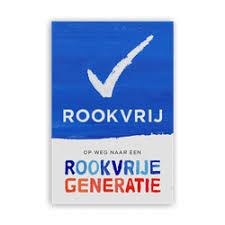 ROOKVRIJ
OP WEG NAAR EEN
ROOKVRIJE
GENERATIE